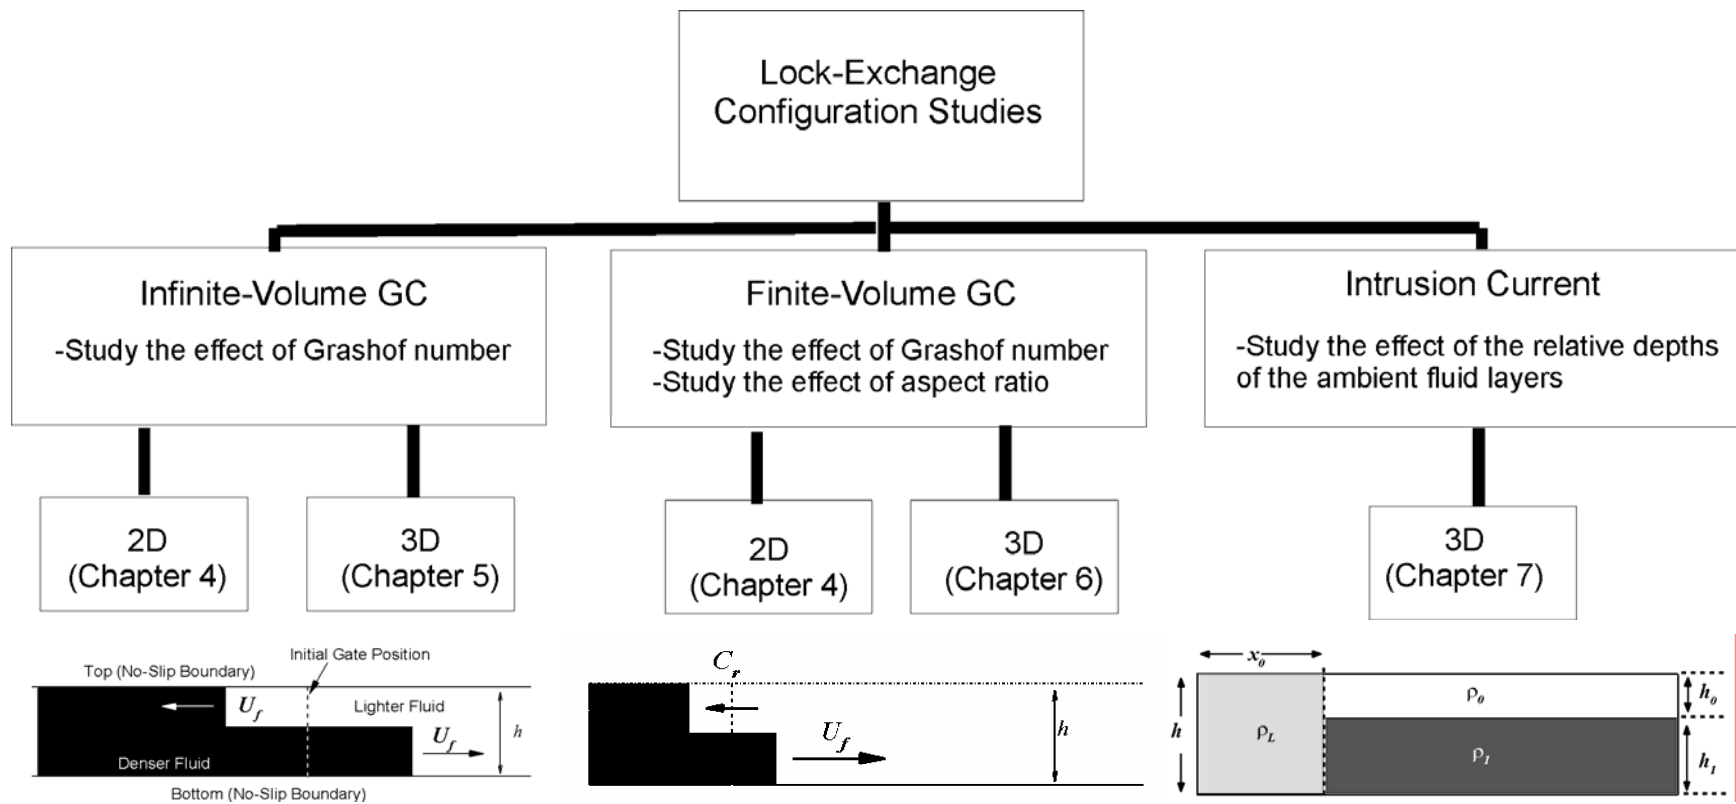 Lock-Exchange
Configuration Studies
Infinite-Volume GC
-Study the effect of Grashof number
Finite-Volume GC
-Study the effect of Grashof number
-Study the effect of aspect ratio
Intrusion Current
-Study the effect of the relative depths
of the ambient fluid layers
2D
(Chapter 4)
3D
(Chapter 5)
2D
(Chapter 4)
3D
(Chapter 6)
3D
(Chapter 7)
Initial Gate Position
Top (No-Slip Boundary)
U_f
Lighter Fluid
U_f
h
Denser Fluid
Bottom (No-Slip Boundary)
C_r
U_f
h
x_0
h
ρ_L
ρ_0
ρ_1
h_0
h_1